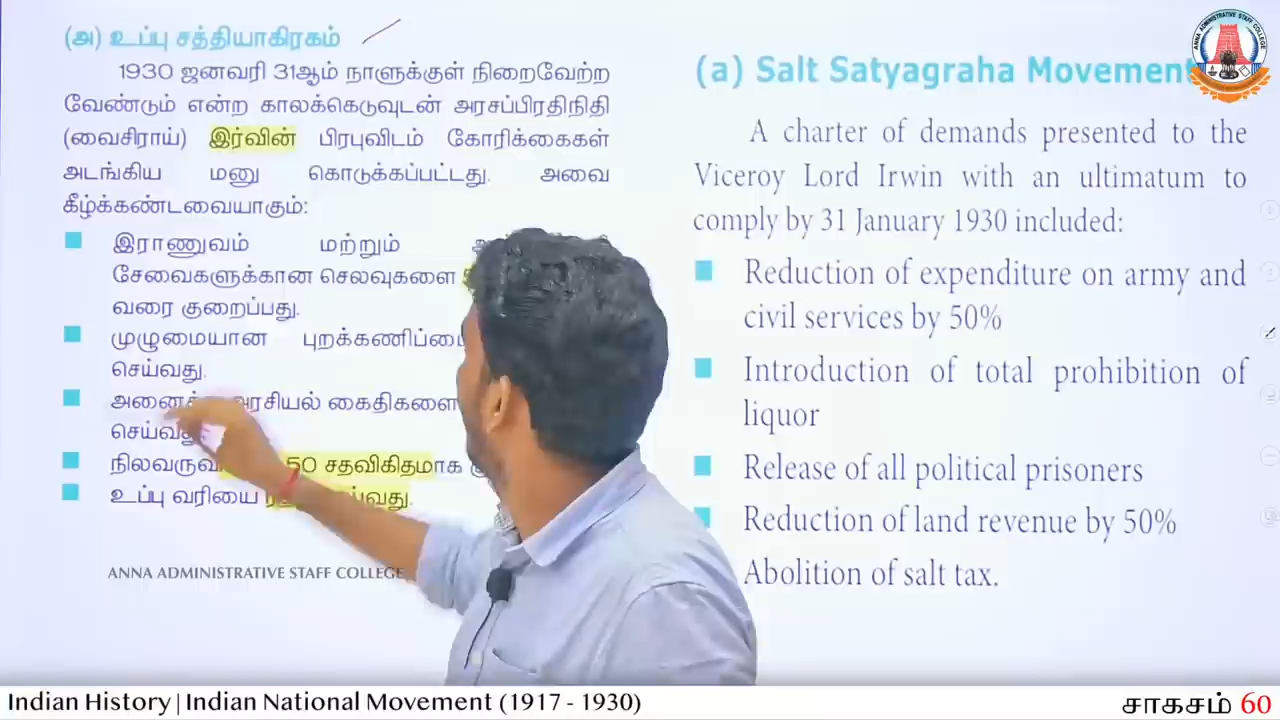 (அ) உப்பு சத்தியாகிரகம்
1930 ஜனவரி 31ஆம் நாளுக்குள் நிறைவேற்ற
வேண்டும் என்ற காலக்கெடுவுடன் அரசப்பிரதிநிதி
(வைசிராய்) இர்வின் பிரபுவிடம் கோரிக்கைகள்
அடங்கிய மனு கொடுக்கப்பட்டது. அவை
கீழ்க்கண்டவையாகும்:
இராணுவம் மற்றும்
சேவைகளுக்கான செலவுகளை
வரை குறைப்பது.
முழுமையான
செய்வது.
கைதிகளை
50 சதவிகிதமாக
உப்பு வரியை
ANNA ADMINISTRATIVE STAFF COLLEGE
(a) Salt Satyagraha Movement
A charter of demands presented to the
Viceroy Lord Irwin with an ultimatum to
comply by 31 January 1930 included:
Reduction of expenditure on army and
civil services by 50%
Introduction of total prohibition of
liquor
Release of all political prisoners
Reduction of land revenue by 50%
Abolition of salt tax.
ANNA ADMINISTRATIVE STAFF COLLEGE
Indian History | Indian National Movement (1917 - 1930)
சாகசம் 60